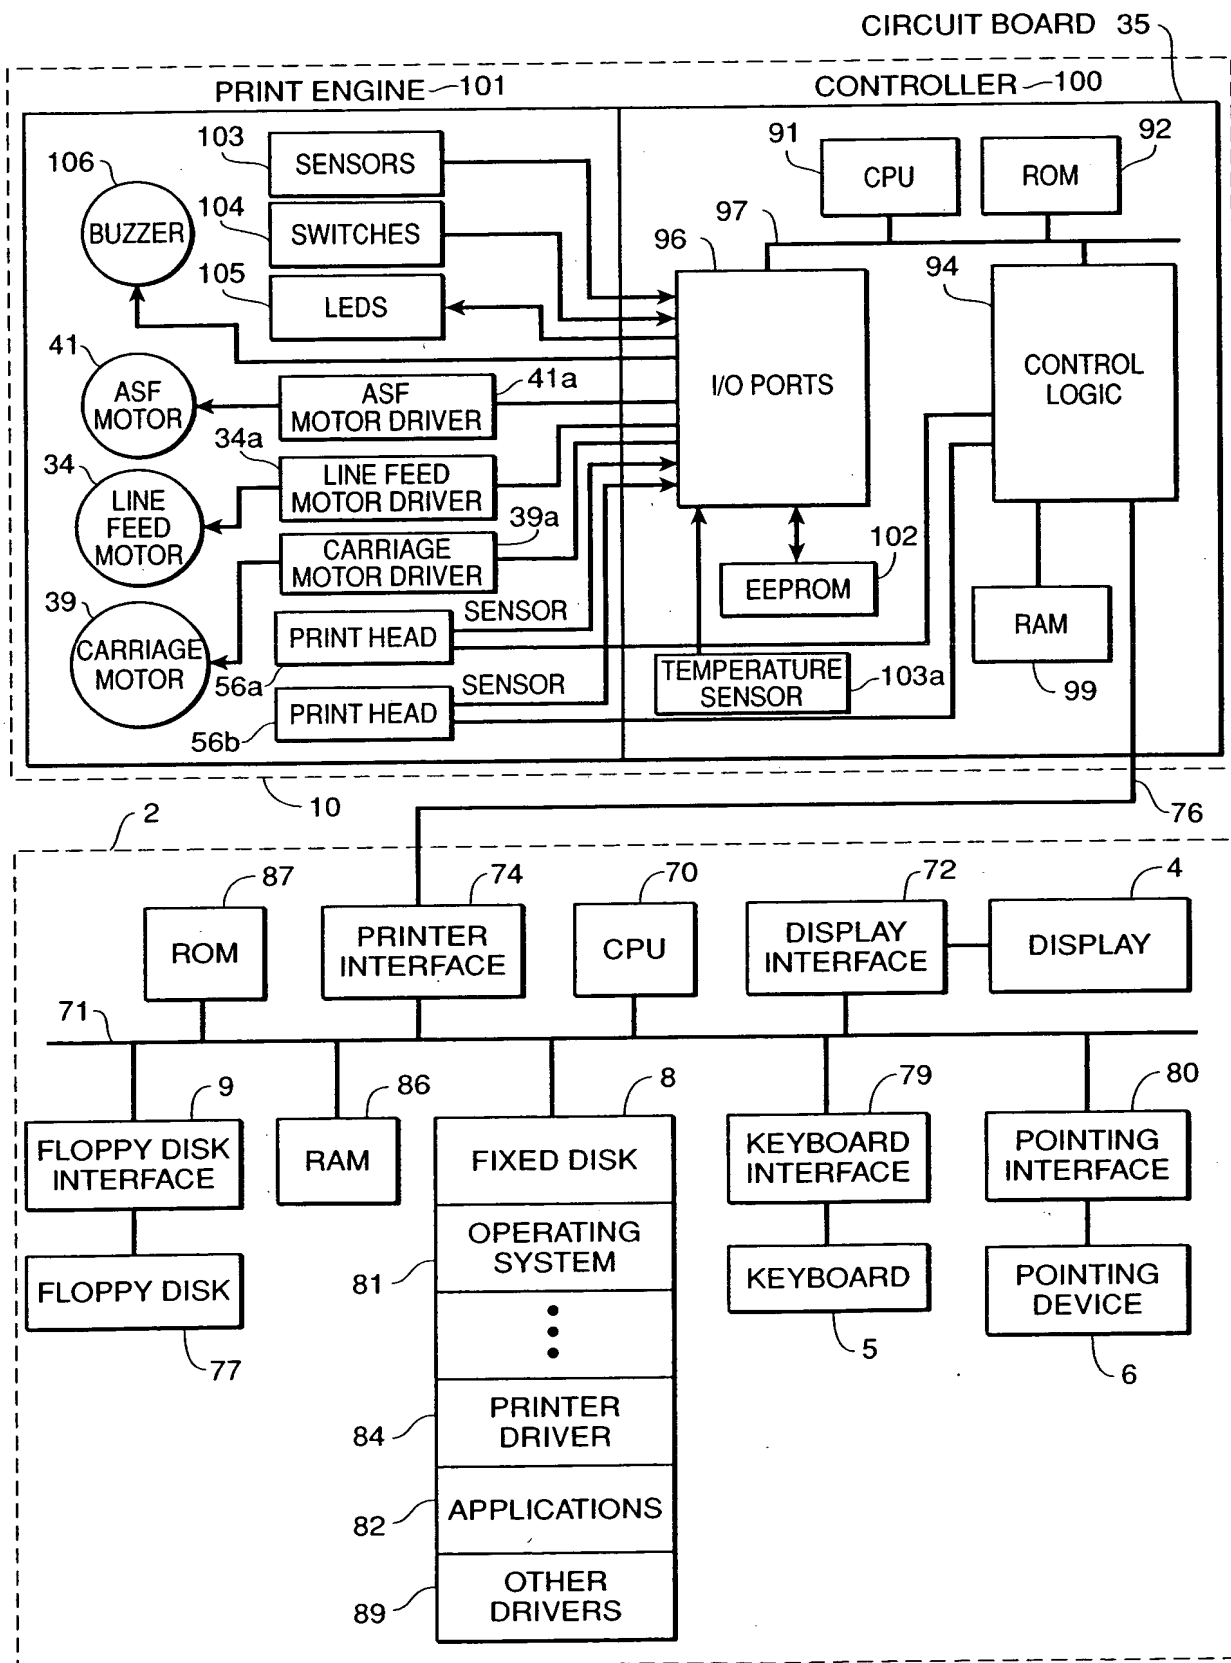 CIRCUIT BOARD 35
PRINT ENGINE 101
CONTROLLER 100
103
SENSORS
106
BUZZER
104
SWITCHES
105
LEDS
41
ASF
MOTOR
ASF
MOTOR DRIVER
41a
34a
34
LINE
FEED
MOTOR
LINE FEED
MOTOR DRIVER
39a
CARRIAGE
MOTOR DRIVER
39
CARRIAGE
MOTOR
PRINT HEAD
SENSOR
56a
PRINT HEAD
SENSOR
56b
91
CPU
92
ROM
97
96
I/O PORTS
94
CONTROL
LOGIC
102
EEPROM
TEMPERATURE
SENSOR
103a
RAM
99
10
76
2
87
ROM
74
PRINTER
INTERFACE
70
CPU
72
DISPLAY
INTERFACE
4
DISPLAY
71
9
FLOPPY DISK
INTERFACE
86
RAM
8
FIXED DISK
79
KEYBOARD
INTERFACE
80
POINTING
INTERFACE
FLOPPY DISK
77
OPERATING
SYSTEM
81
KEYBOARD
5
POINTING
DEVICE
6
PRINTER
DRIVER
84
APPLICATIONS
82
OTHER
DRIVERS
89